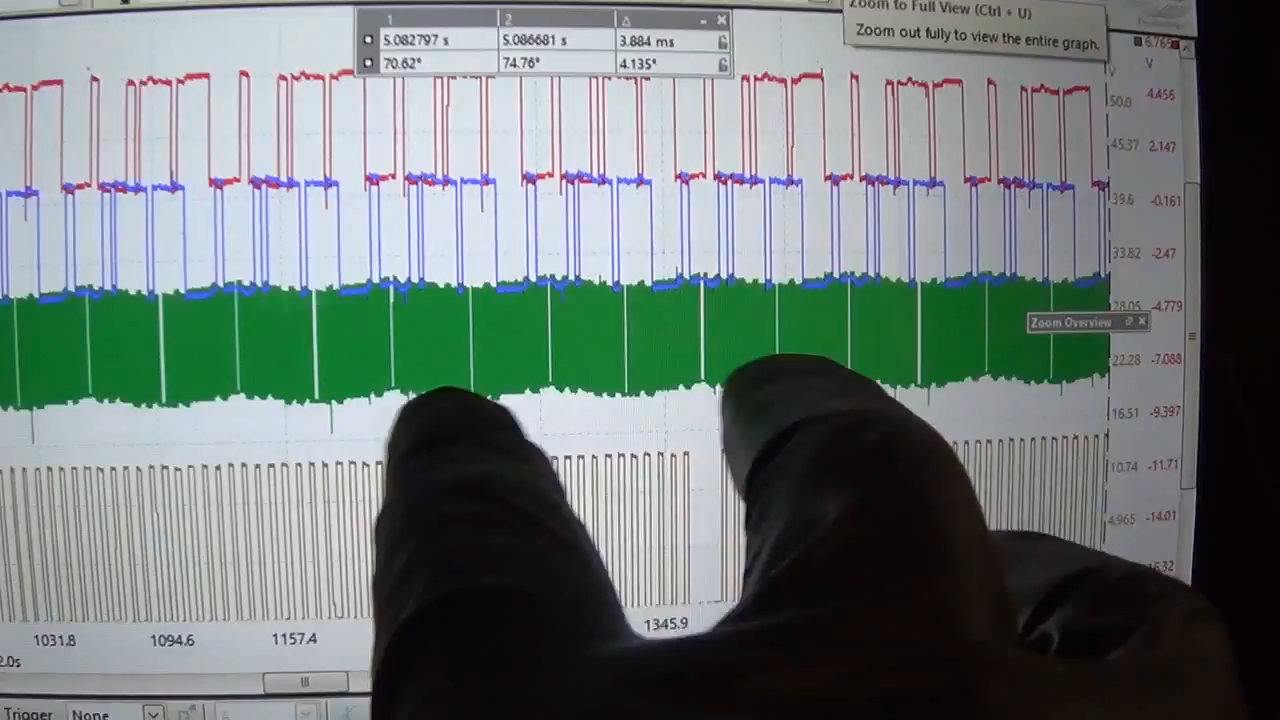 Zoom to Full View (Ctrl + U)
Zoom out fully to view the entire graph.
1 2 Δ
5.082797 s 5.086681 s 3.884 ms
70.62° 74.76° 4.135°
6.765
V V
50.0 4.456
45.37 2.147
39.6 -0.161
33.82 -2.47
28.05 -4.779
Zoom Overview
22.28 -7.088
16.51 -9.397
10.74 -11.71
4.965 -14.01
1031.8 1094.6 1157.4 1345.9
2.0s
Trigger None A